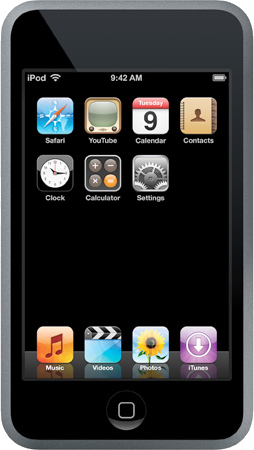 iPod 9:42 AM
Tuesday
9
Safari YouTube Calendar Contacts
Clock Calculator Settings
Music Videos Photos iTunes